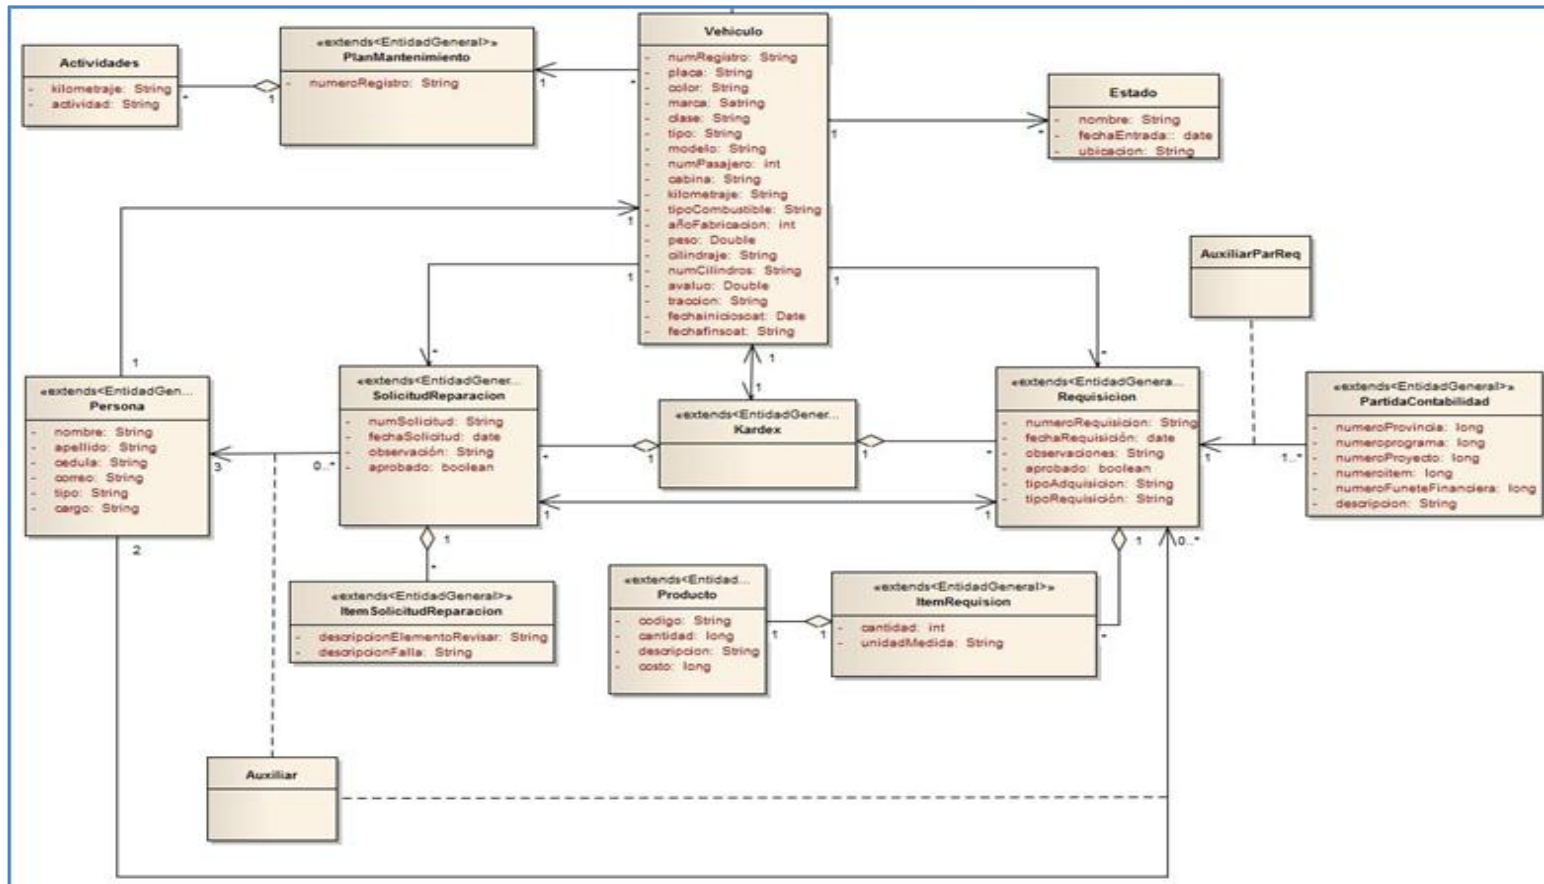 Actividades
- kilometraje: String
- actividad: String
*
1
«extends<EntidadGeneral>»
PlanMantenimiento
- numeroRegistro: String
1
*
Vehiculo
- numRegistro: String
- placa: String
- color: String
- marca: Satring
- clase: String
- tipo: String
- modelo: String
- numPasajero: int
- cabina: String
- kilometraje: String
- tipoCombustible: String
- añoFabricacion: int
- peso: Double
- cilindraje: String
- numCilindros: String
- avaluo: Double
- traccion: String
- fechainiciosoat: Date
- fechafinsoat: String
1
*
Estado
- nombre: String
- fechaEntrada:: date
- ubicacion: String
1
1
1
*
1
*
1
1
AuxiliarParReq
«extends<EntidadGen...
Persona
- nombre: String
- apellido: String
- cedula: String
- correo: String
- tipo: String
- cargo: String
3
0..*
2
«extends<EntidadGener...
SolicitudReparacion
- numSolicitud: String
- fechaSolicitud: date
- observación: String
- aprobado: boolean
*
1
«extends<EntidadGener...
Kardex
1
*
«extends<EntidadGenera...
Requisicion
- numeroRequisicion: String
- fechaRequisición: date
- observaciones: String
- aprobado: boolean
- tipoAdquisicion: String
- tipoRequisición: String
1
1..*
«extends<EntidadGeneral>»
PartidaContabilidad
- numeroProvincia: long
- numeroprograma: long
- numeroProyecto: long
- numeroitem: long
- numeroFuneteFinanciera: long
- descripcion: String
1
1
1
*
1
*
0..*
«extends<EntidadGeneral>»
ItemSolicitudReparacion
- descripcionElementoRevisar: String
- descripcionFalla: String
«extends<Entidad...
Producto
- codigo: String
- cantidad: long
- descripcion: String
- costo: long
1
1
«extends<EntidadGeneral>»
ItemRequision
- cantidad: int
- unidadMedida: String
Auxiliar